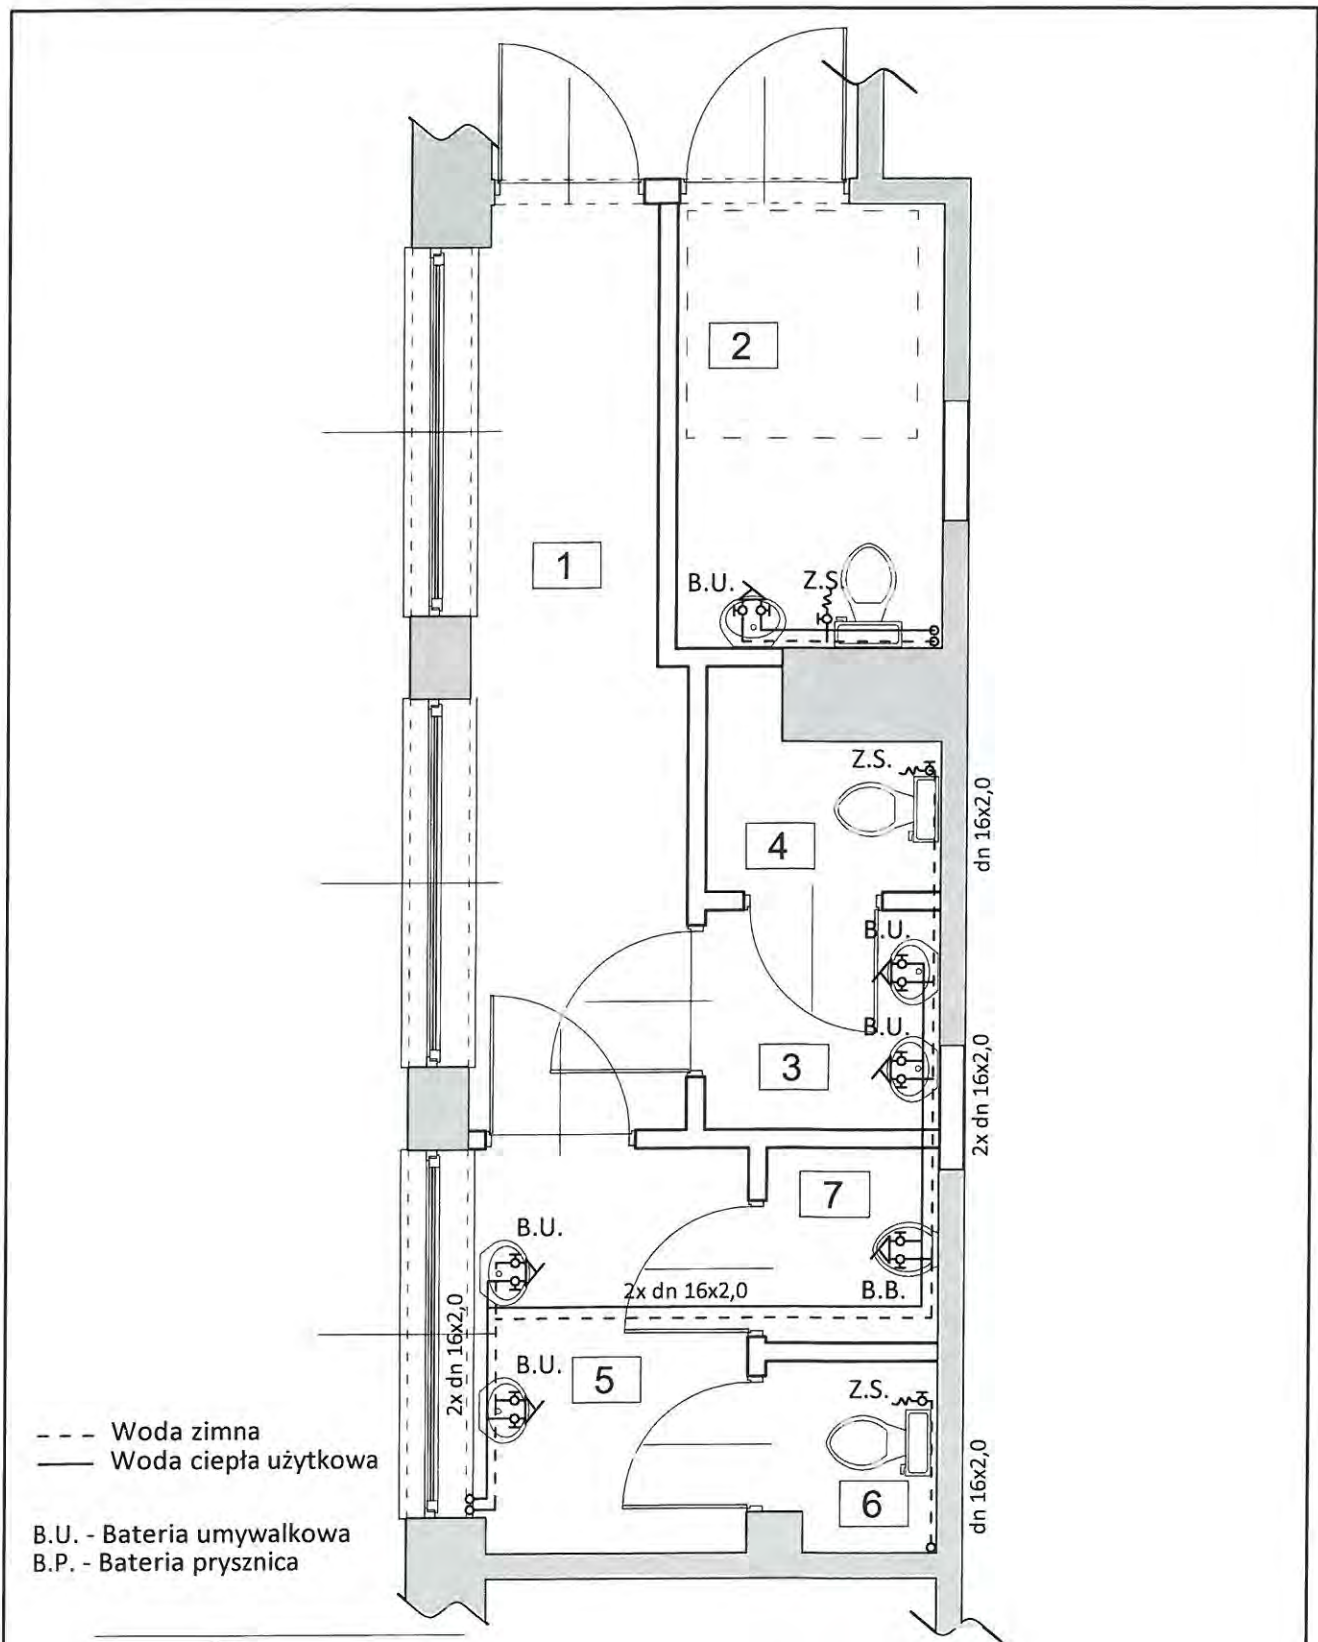 2
1
B.U.
Z.S.
Z.S.
dn 16x2,0
4
B.U.
B.U.
3
2x dn 16x2,0
7
B.U.
2x dn 16x2,0
B.B.
2x dn 16x2,0
B.U.
5
Z.S.
6
dn 16x2,0
Woda zimna
Woda ciepła użytkowa
B.U. - Bateria umywalkowa
B.P. - Bateria prysznica